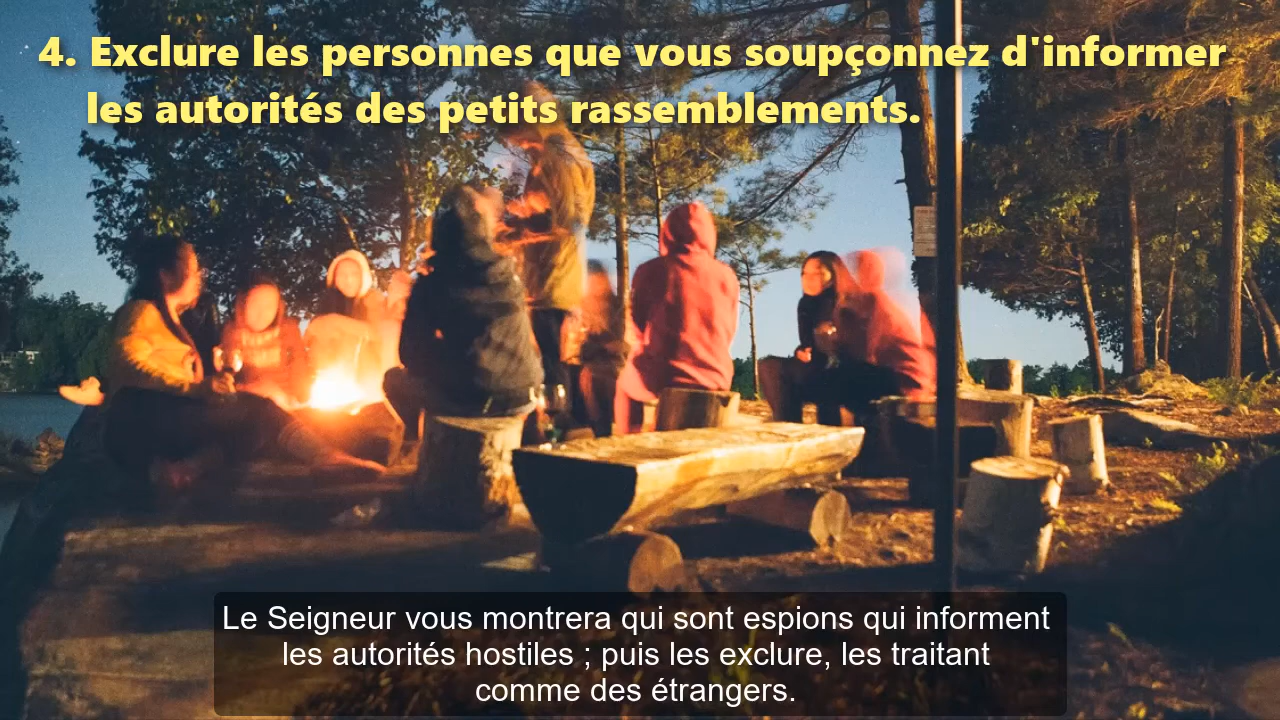 4. Exclure les personnes que vous soupçonnez d'informer
les autorités des petits rassemblements.
Le Seigneur vous montrera qui sont espions qui informent
les autorités hostiles ; puis les exclure, les traitant
comme des étrangers.